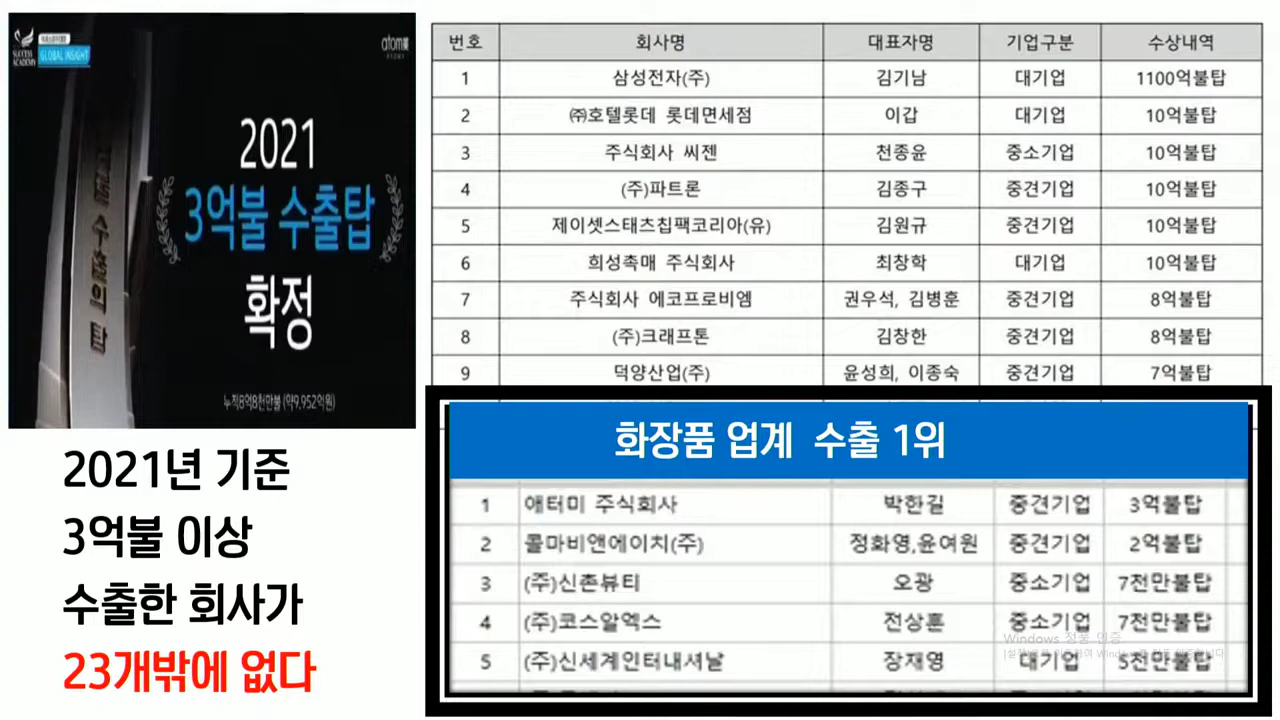 SUCCESS
ACADEMY
GLOBAL INSIGHT
atom美
수출의 탑
2021
3억불 수출탑
확정
누적8억8천만불 (약9,952억원)
2021년 기준
3억불 이상
수출한 회사가
23개밖에 없다
번호 회사명 대표자명 기업구분 수상내역
1 삼성전자(주) 김기남 대기업 1100억불탑
2 ㈜호텔롯데 롯데면세점 이갑 대기업 10억불탑
3 주식회사 씨젠 천종윤 중소기업 10억불탑
4 (주)파트론 김종구 중견기업 10억불탑
5 제이셋스태츠칩팩코리아(유) 김원규 중견기업 10억불탑
6 희성촉매 주식회사 최창학 대기업 10억불탑
7 주식회사 에코프로비엠 권우석, 김병훈 중견기업 8억불탑
8 (주)크래프톤 김창한 중견기업 8억불탑
9 덕양산업(주) 윤성희, 이종숙 중견기업 7억불탑
화장품 업계 수출 1위
1 애터미 주식회사 박한길 중견기업 3억불탑
2 콜마비앤에이치(주) 정화영,윤여원 중견기업 2억불탑
3 (주)신촌뷰티 오광 중소기업 7천만불탑
4 (주)코스알엑스 전상훈 중소기업 7천만불탑
5 (주)신세계인터내셔날 장재영 대기업 5천만불탑
Windows 정품 인증